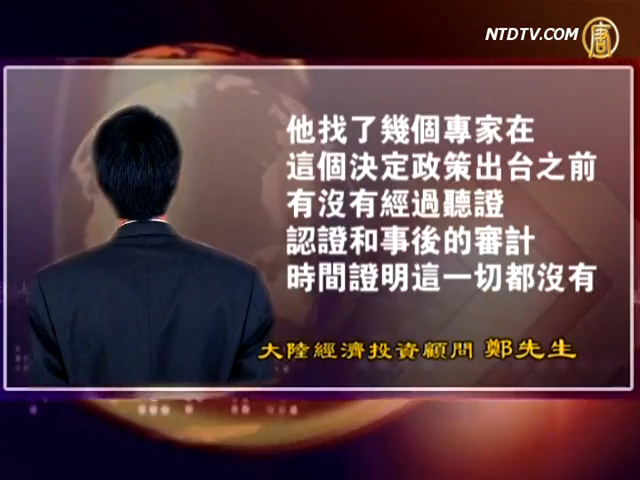 NTDTV.COM 唐
他找了幾個專家在
這個決定政策出台之前
有沒有經過聽證
認證和事後的審計
時間證明這一切都沒有
大陸經濟投資顧問 鄭先生